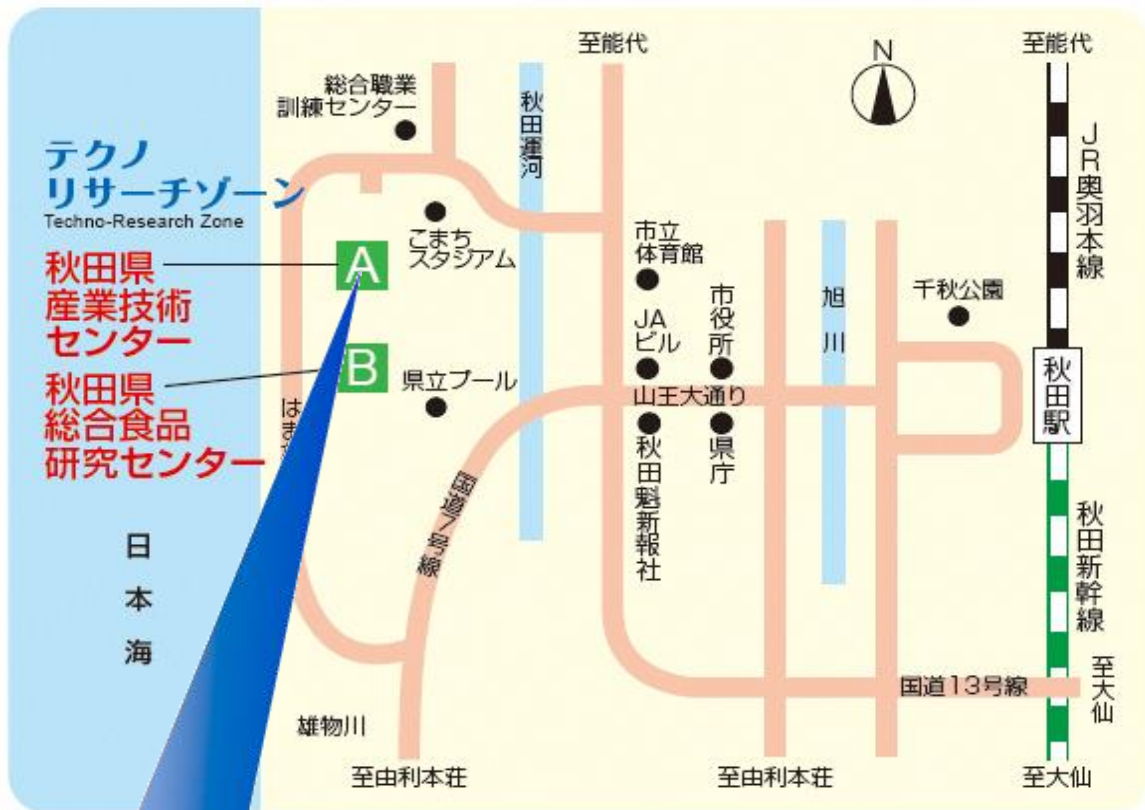 至能代
至能代
N
総合職業
訓練センター
秋田運河
JR奥羽本線
テクノ
リサーチゾーン
Techno-Research Zone
こまち
スタジアム
市立
体育館
秋田県
産業技術
センター
A
千秋公園
市役所
旭川
JA
ビル
B
県立プール
秋田県
総合食品
研究センター
山王大通り
秋田駅
はま
国道7号線
秋田魁新報社
県庁
秋田新幹線
日本海
国道13号線
至大仙
雄物川
至由利本荘
至由利本荘
至大仙